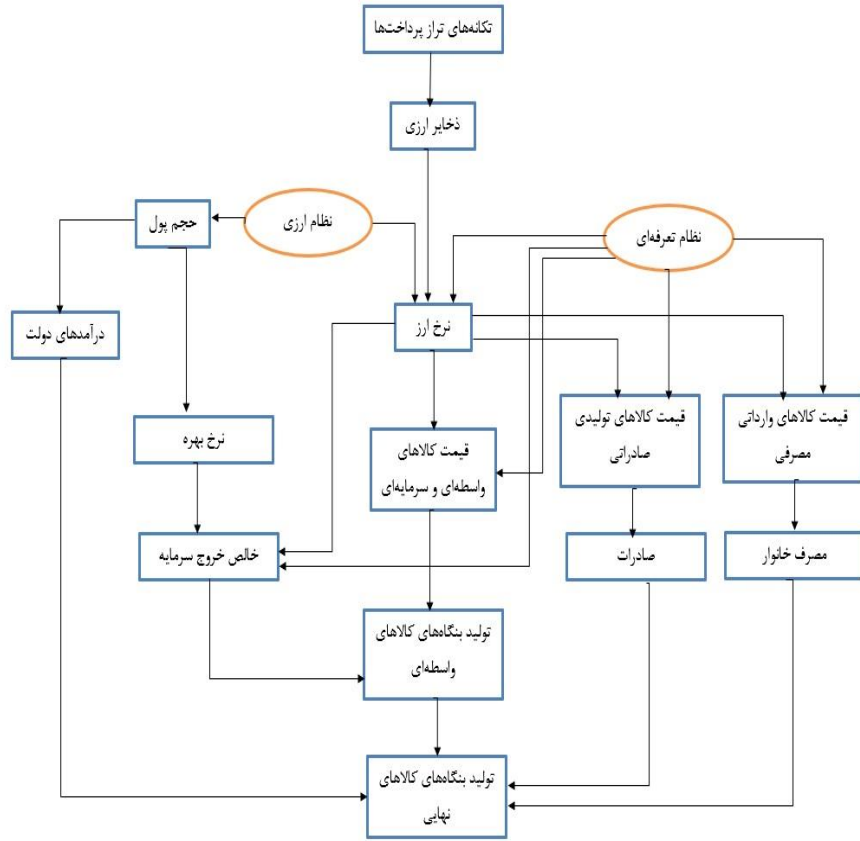 تکانه‌های تراز پرداخت‌ها
ذخایر ارزی
نظام ارزی
نظام تعرفه‌ای
حجم پول
درآمدهای دولت
نرخ ارز
قیمت کالاهای وارداتی
مصرفی
قیمت کالاهای تولیدی
صادراتی
قیمت کالاهای
واسطه‌ای و سرمایه‌ای
نرخ بهره
مصرف خانوار
صادرات
خالص خروج سرمایه
تولید بنگاه‌های کالاهای
واسطه‌ای
تولید بنگاه‌های کالاهای
نهایی